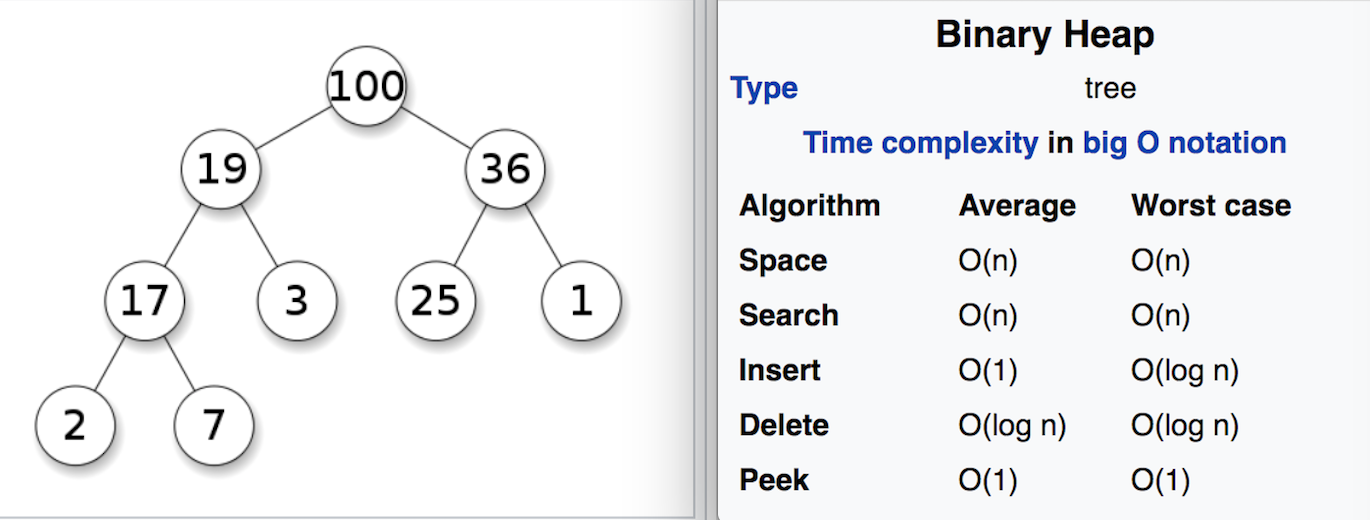 100
19 36
17 3 25 1
2 7
Binary Heap
Type tree
Time complexity in big O notation
Algorithm Average Worst case
Space O(n) O(n)
Search O(n) O(n)
Insert O(1) O(log n)
Delete O(log n) O(log n)
Peek O(1) O(1)